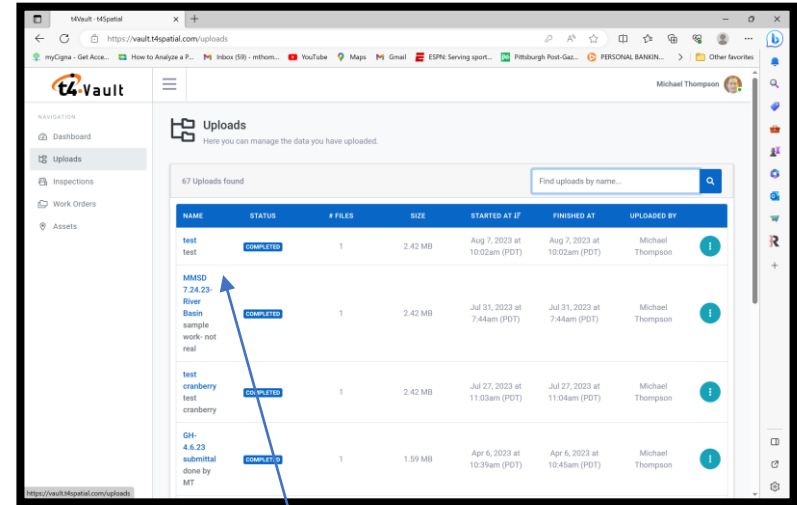 t4Vault - t4Spatial
https://vault.t4spatial.com/uploads
myCigna - Get Acce... How to Analyze a P... Inbox (59) - mthom... YouTube Maps Gmail ESPN: Serving sport... Pittsburgh Post-Gaz... PERSONAL BANKIN... Other favorites
t4 Vault
Michael Thompson
NAVIGATION
Dashboard
Uploads
Inspections
Work Orders
Assets
Uploads
Here you can manage the data you have uploaded.
67 Uploads found
Find uploads by name...
NAME STATUS # FILES SIZE STARTED AT FINISHED AT UPLOADED BY
test
test
COMPLETED
1
2.42 MB
Aug 7, 2023 at
10:02am (PDT)
Aug 7, 2023 at
10:02am (PDT)
Michael
Thompson
MMSD
7.24.23-
River
Basin
sample
work- not
real
COMPLETED
1
2.42 MB
Jul 31, 2023 at
7:44am (PDT)
Jul 31, 2023 at
7:44am (PDT)
Michael
Thompson
test
cranberry
test
cranberry
COMPLETED
1
2.42 MB
Jul 27, 2023 at
11:03am (PDT)
Jul 27, 2023 at
11:04am (PDT)
Michael
Thompson
GH-
4.6.23
submittal
done by
MT
COMPLETED
1
1.59 MB
Apr 6, 2023 at
10:39am (PDT)
Apr 6, 2023 at
10:45am (PDT)
Michael
Thompson
https://vault.t4spatial.com/uploads